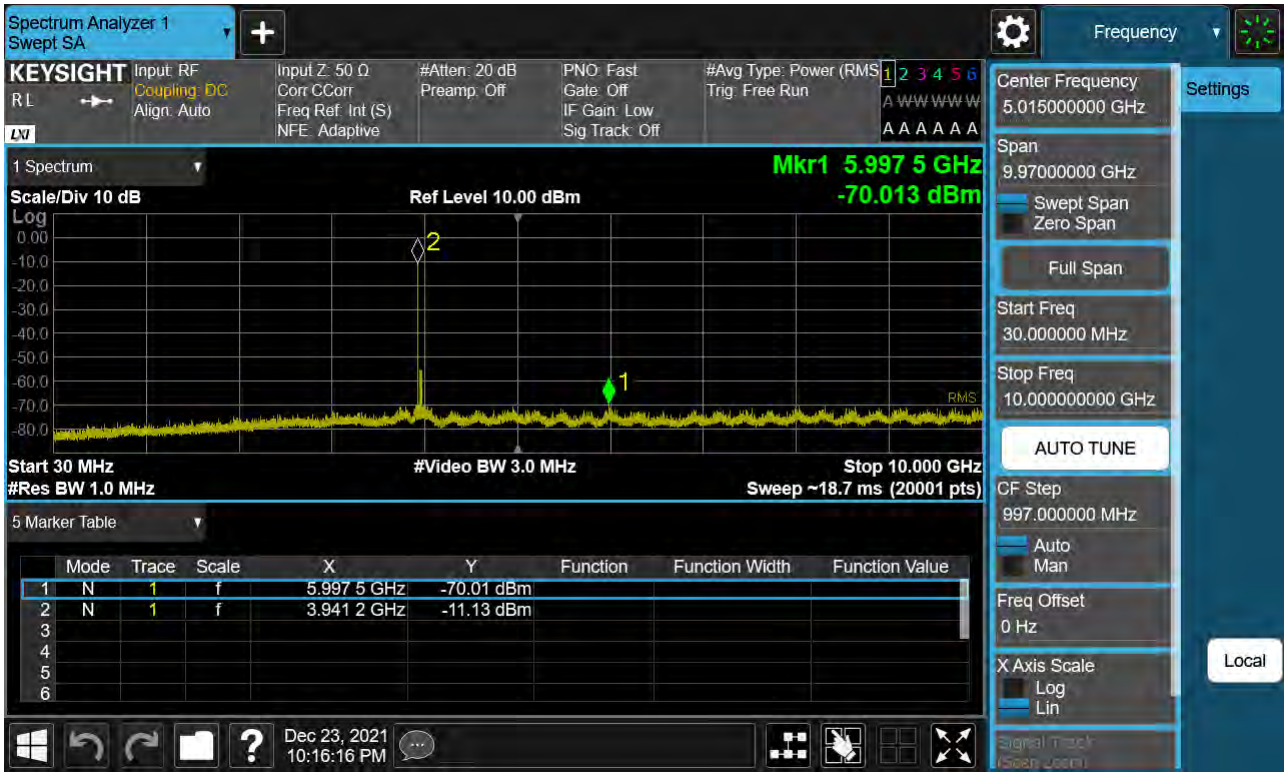 Spectrum Analyzer 1
Swept SA
+
Frequency
KEYSIGHT
RL
LXI
Input: RF
Coupling: DC
Align: Auto
Input Z: 50 Ω
Corr CCorr
Freq Ref: Int (S)
NFE: Adaptive
#Atten: 20 dB
Preamp: Off
PNO: Fast
Gate: Off
IF Gain: Low
Sig Track: Off
#Avg Type: Power (RMS
Trig: Free Run
1 2 3 4 5 6
A W W W W W
A A A A A A
1 Spectrum
Mkr1 5.997 5 GHz
Scale/Div 10 dB
Ref Level 10.00 dBm
-70.013 dBm
Log
0.00
-10.0
-20.0
-30.0
-40.0
-50.0
-60.0
-70.0
-80.0
2
1
RMS
Start 30 MHz
#Video BW 3.0 MHz
Stop 10.000 GHz
#Res BW 1.0 MHz
Sweep ~18.7 ms (20001 pts)
5 Marker Table
Mode Trace Scale X Y Function Function Width Function Value
1 N 1 f 5.997 5 GHz -70.01 dBm
2 N 1 f 3.941 2 GHz -11.13 dBm
3
4
5
6
?
Dec 23, 2021
10:16:16 PM
Center Frequency
5.015000000 GHz
Span
9.97000000 GHz
Swept Span
Zero Span
Full Span
Start Freq
30.000000 MHz
Stop Freq
10.000000000 GHz
AUTO TUNE
CF Step
997.000000 MHz
Auto
Man
Freq Offset
0 Hz
X Axis Scale
Log
Lin
Signal Track
(Span Zoom)
Settings
Local